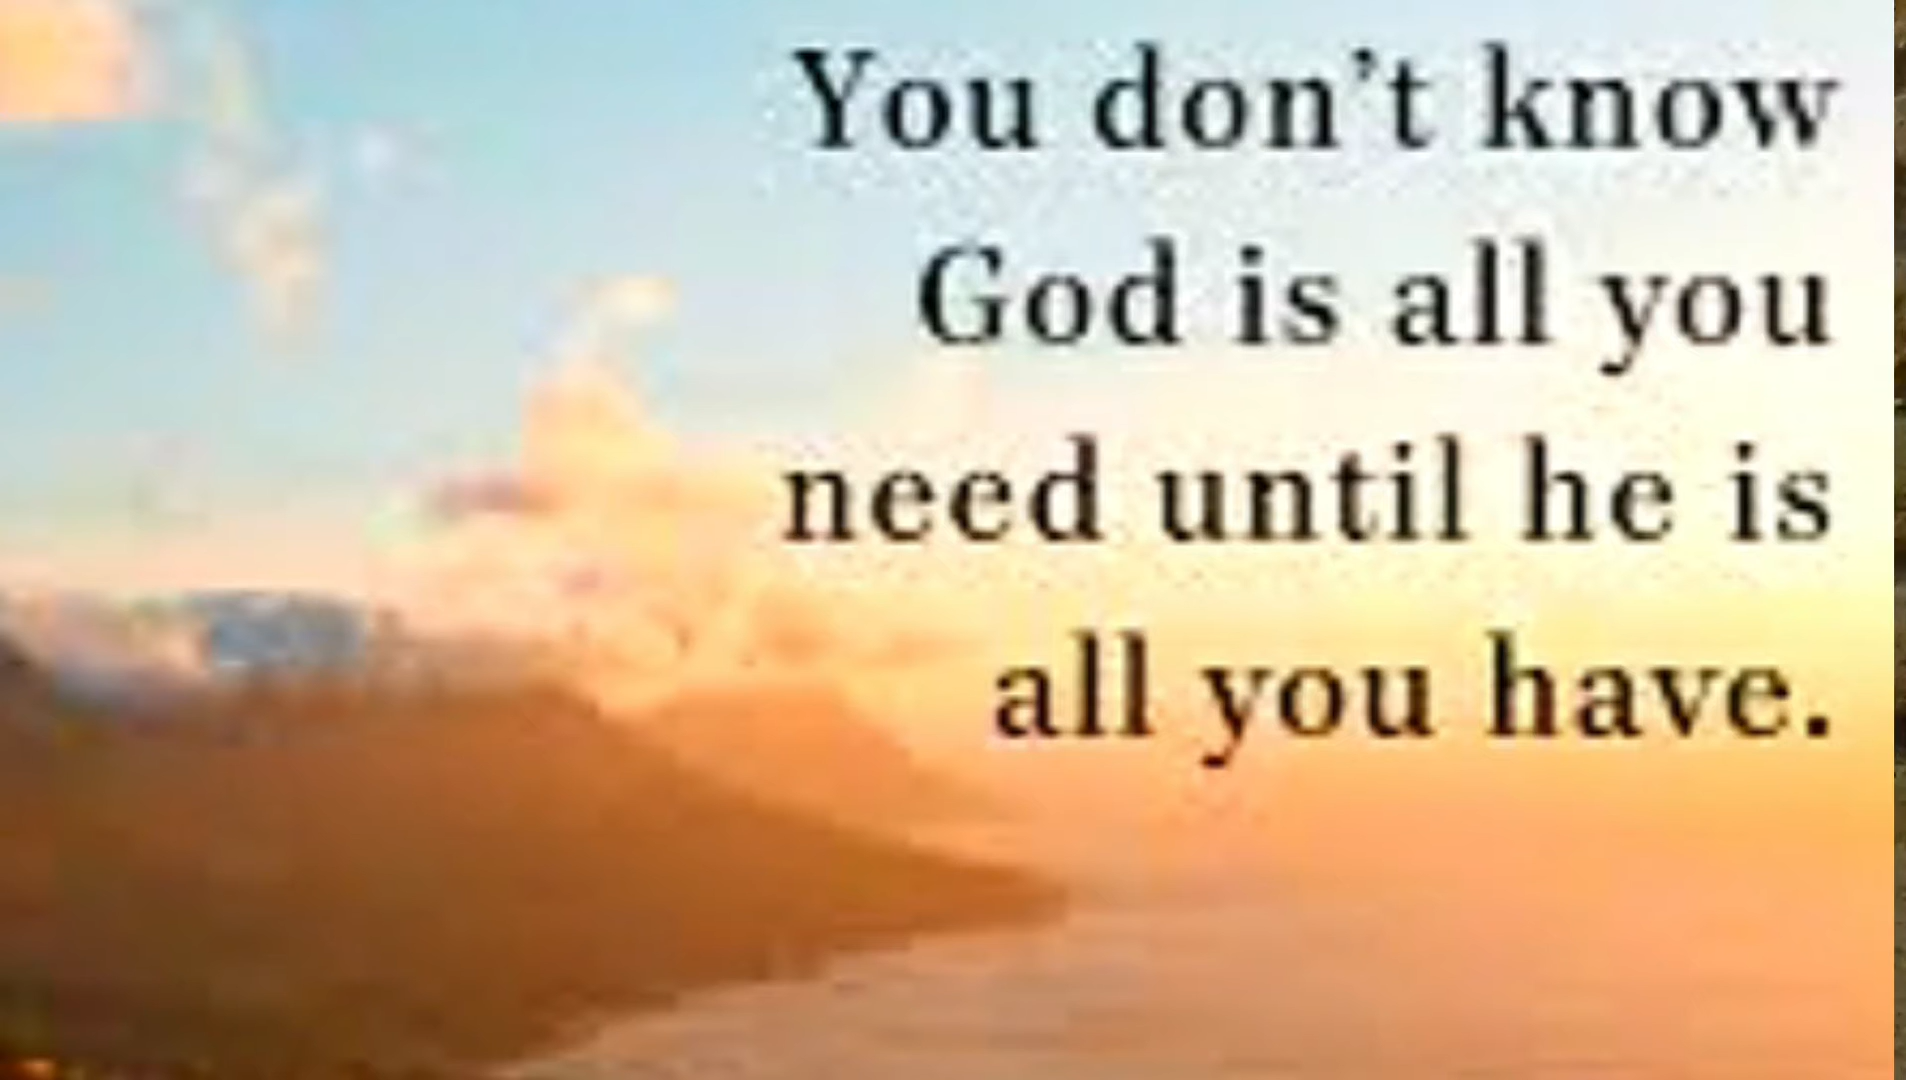 You don’t know
God is all you
need until he is
all you have.